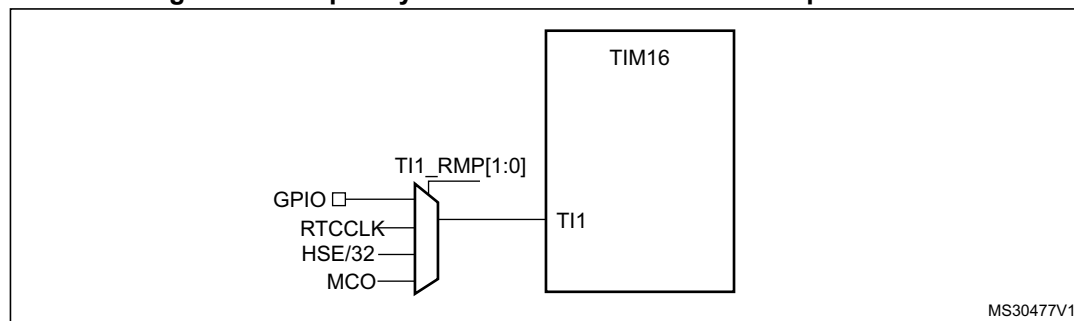 TIM16
TI1_RMP[1:0]
GPIO
RTCCLK
TI1
HSE/32
MCO
MS30477V1